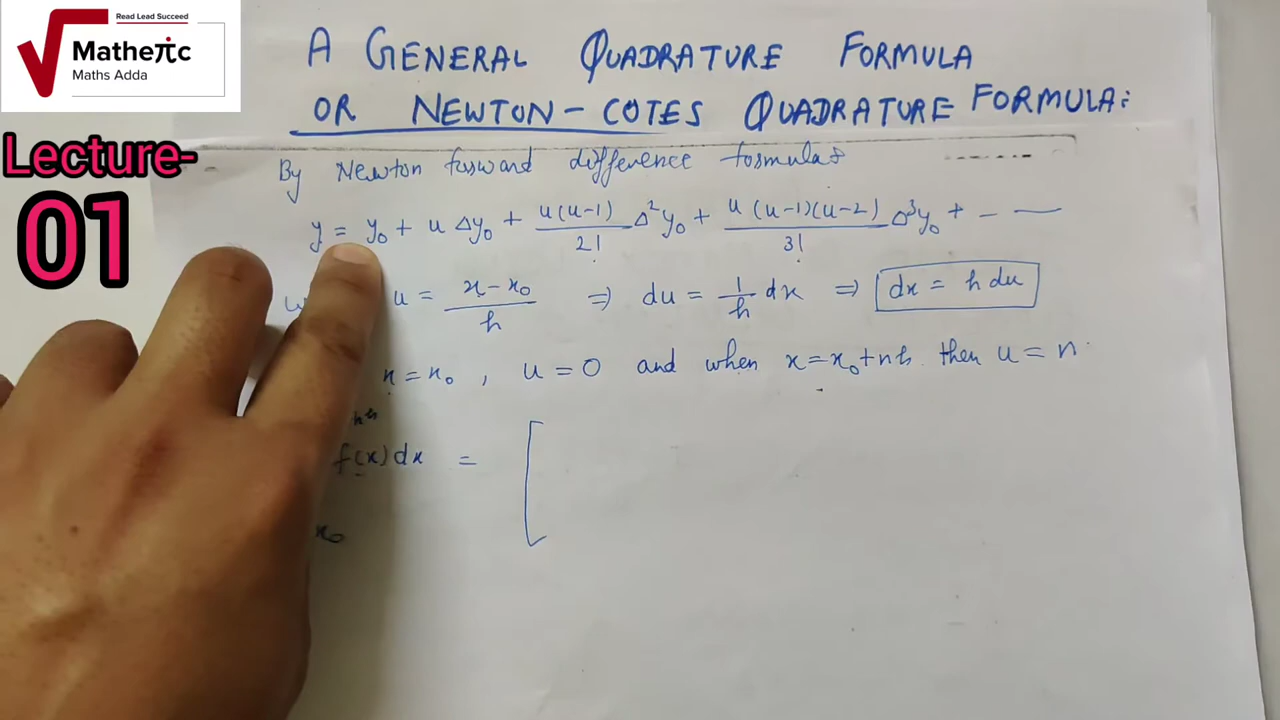 Read Lead Succeed
Matheπc
Maths Adda
Lecture-
01
A GENERAL QUADRATURE FORMULA
OR NEWTON-COTES QUADRATURE FORMULA:
By Newton forward difference formula
y = y₀ + u Δy₀ + u(u-1)/2! Δ²y₀ + u(u-1)(u-2)/3! Δ³y₀ + - —
u = x-x₀/h ⇒ du = 1/h dx ⇒ dx = h du
x = x₀, u = 0 and when x = x₀+nh then u = n.
f(x)dx = [
x₀